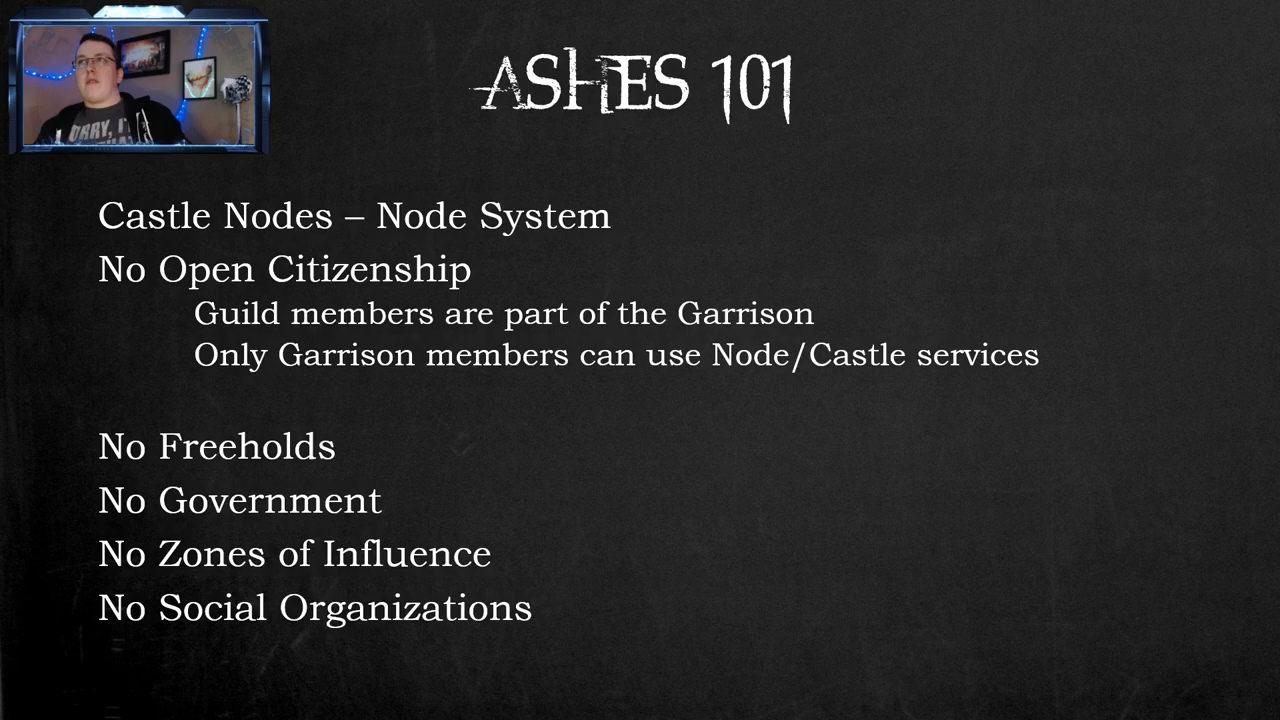 ASHES 101
Castle Nodes – Node System
No Open Citizenship
Guild members are part of the Garrison
Only Garrison members can use Node/Castle services
No Freeholds
No Government
No Zones of Influence
No Social Organizations